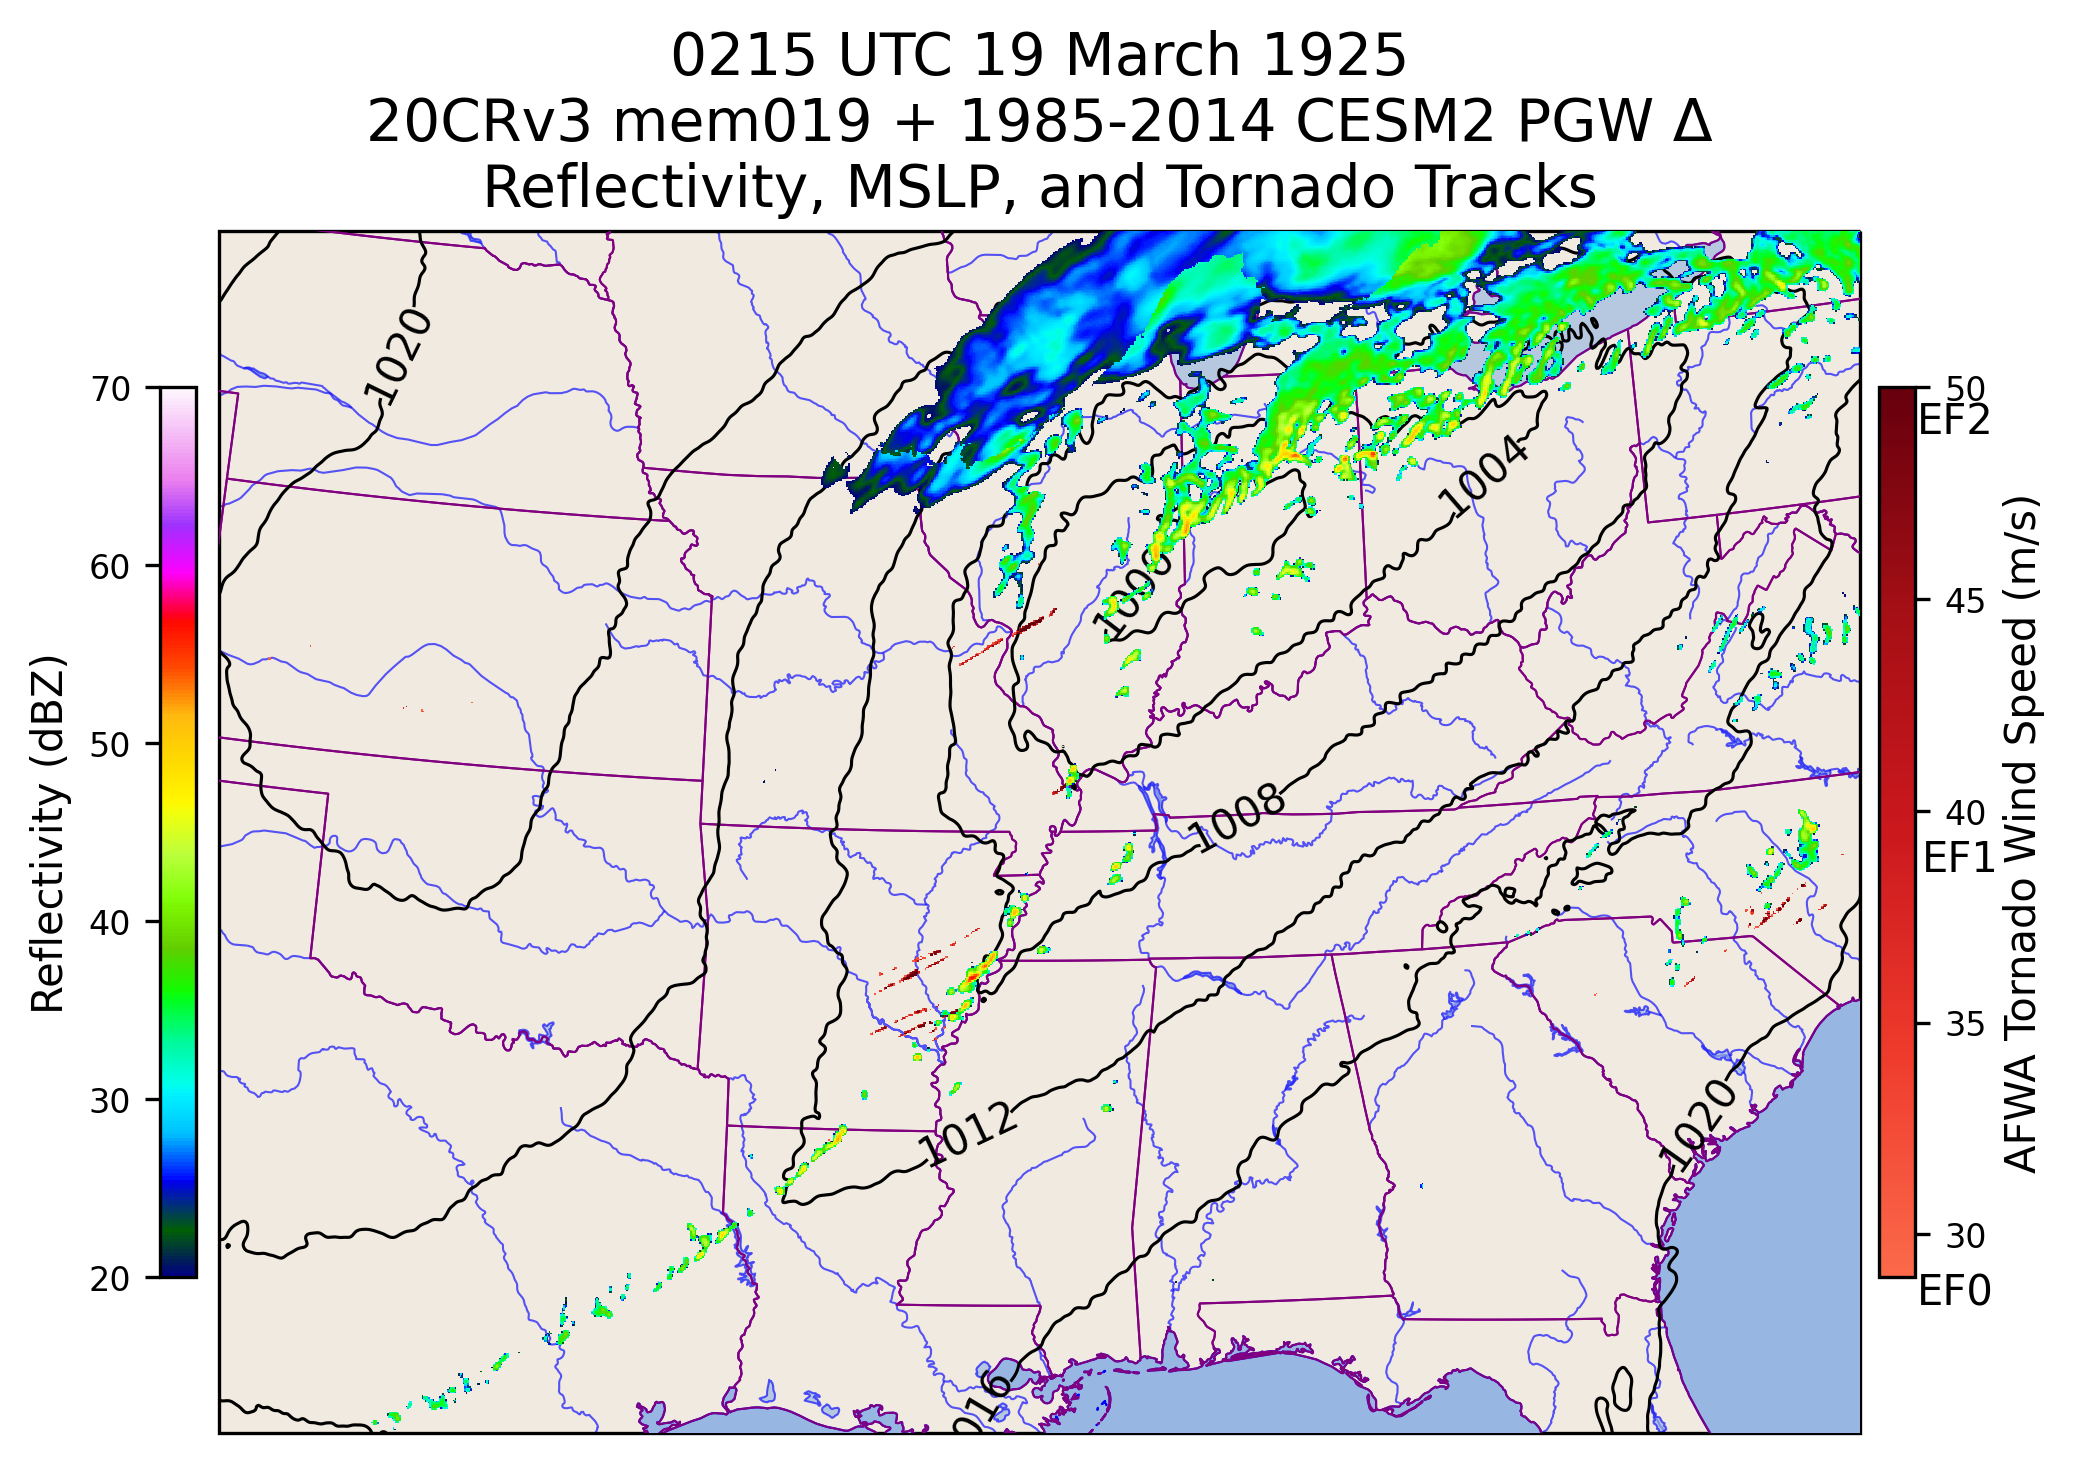 0215 UTC 19 March 1925
20CRv3 mem019 + 1985-2014 CESM2 PGW Δ
Reflectivity, MSLP, and Tornado Tracks
70
60
50
40
30
20
Reflectivity (dBZ)
1020
1004
1000
1008
1012
1020
1016
50
EF2
45
40
EF1
35
30
EF0
AFWA Tornado Wind Speed (m/s)